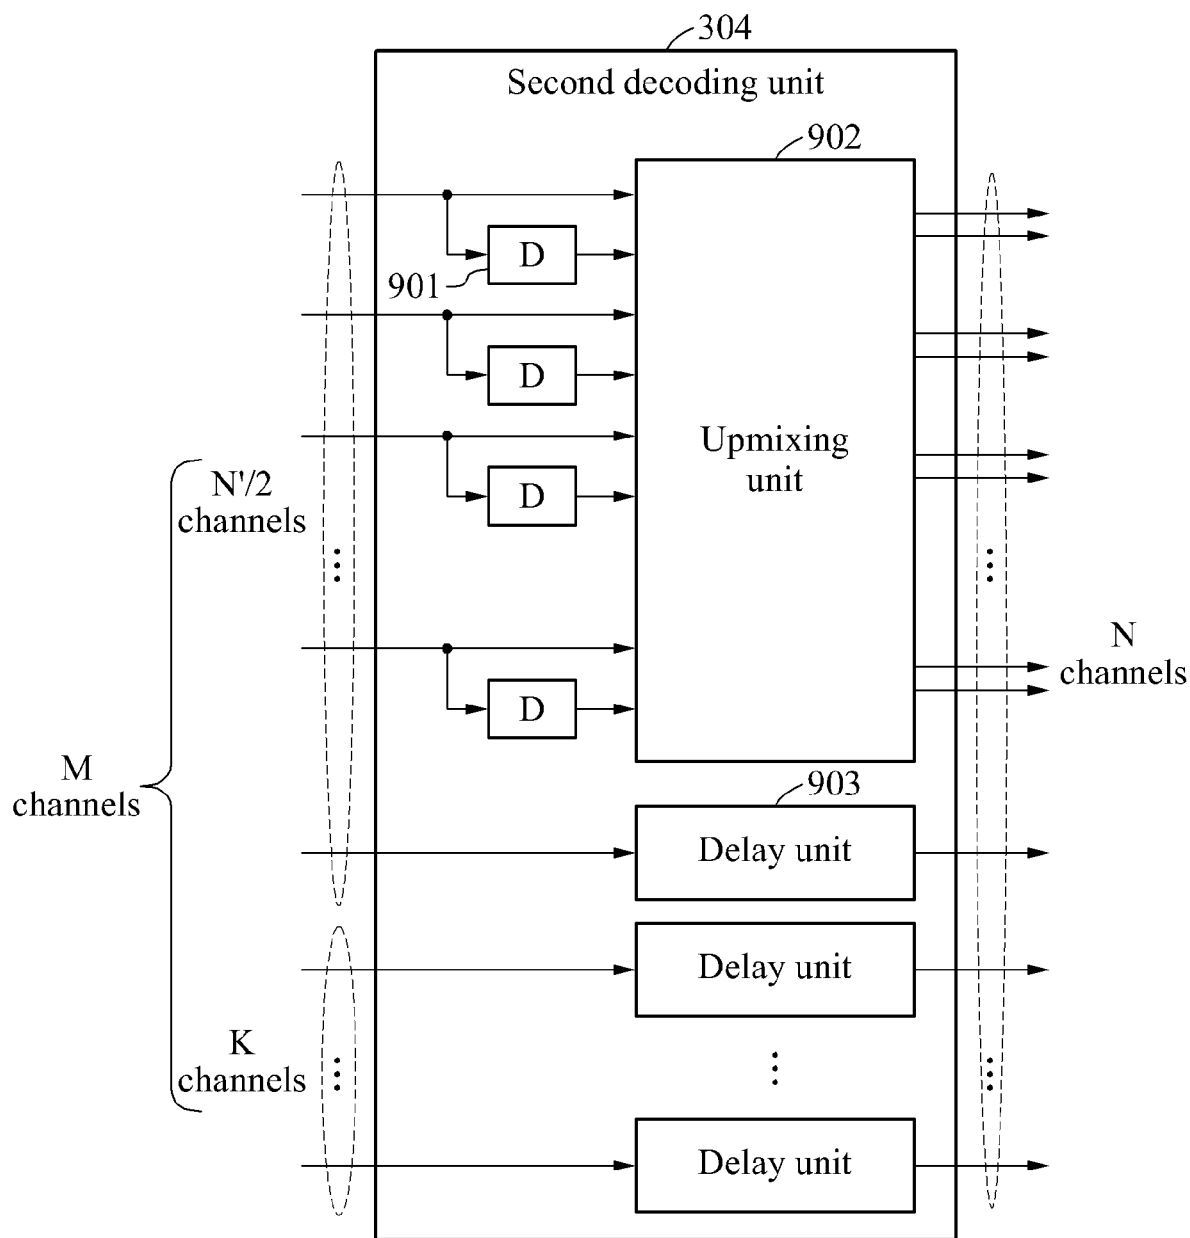 304
Second decoding unit
902
D
901
D
Upmixing
unit
D
N'/2
channels
N
channels
D
M
channels
903
Delay unit
Delay unit
K
channels
Delay unit